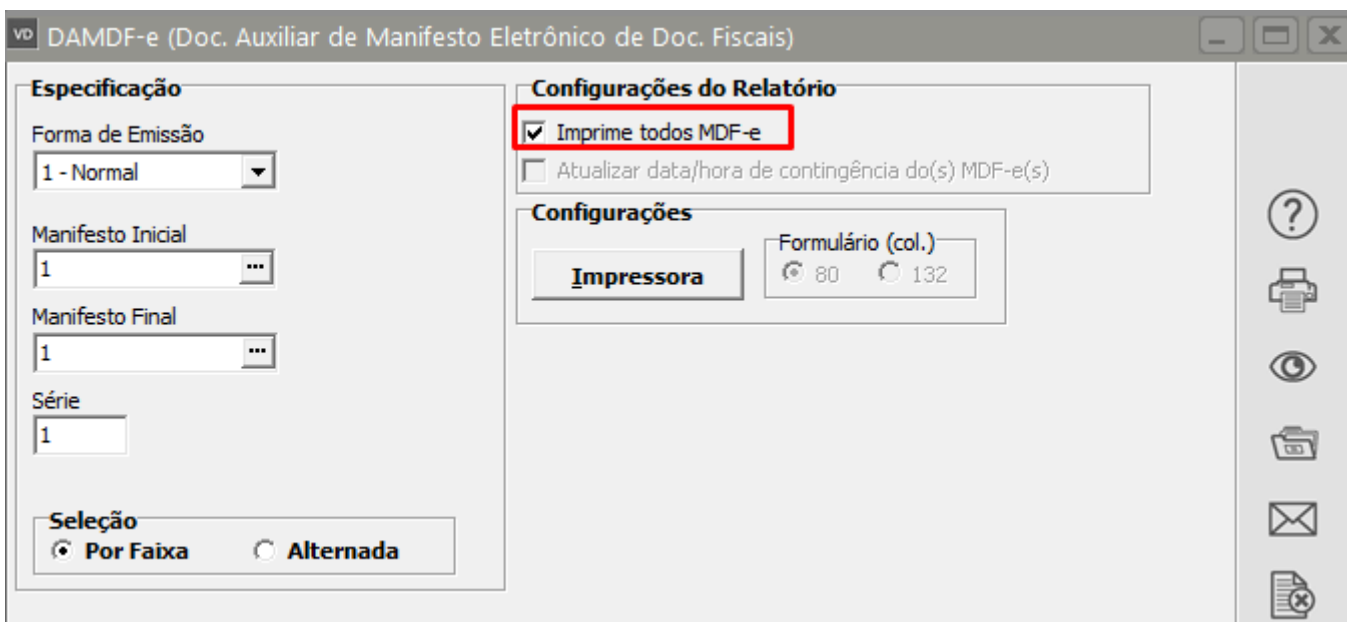 VD DAMDF-e (Doc. Auxiliar de Manifesto Eletrônico de Doc. Fiscais)
Especificação
Forma de Emissão
1 - Normal
Manifesto Inicial
1
Manifesto Final
1
Série
1
Seleção
Por Faixa Alternada
Configurações do Relatório
Imprime todos MDF-e
Atualizar data/hora de contingência do(s) MDF-e(s)
Configurações
Impressora
Formulário (col.)
80 132